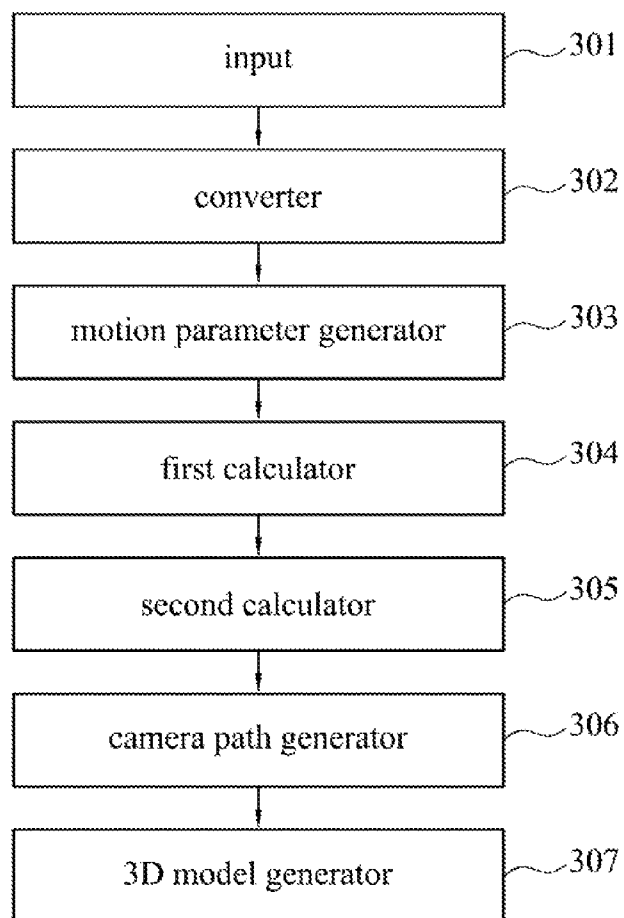 input
301
converter
302
motion parameter generator
303
first calculator
304
second calculator
305
camera path generator
306
3D model generator
307